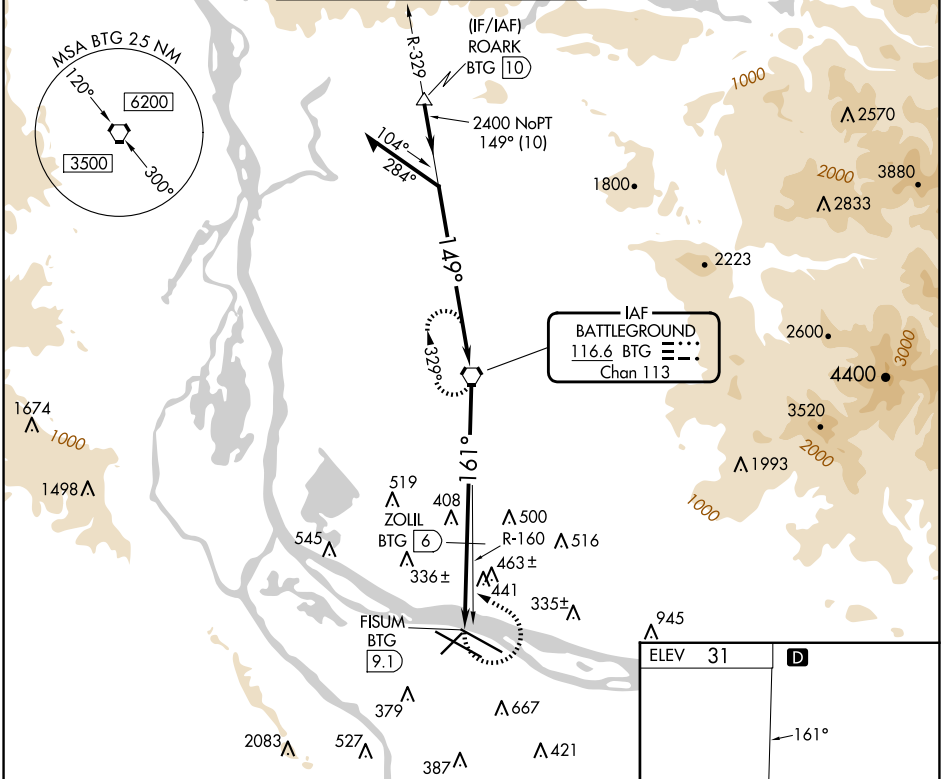 MSA BTG 25 NM
120°
6200
3500
300°
R-329
(IF/IAF)
ROARK
BTG 10
2400 NoPT
149° (10)
104°
284°
149°
329°
1000
2570
2000
3880
1800
2833
2223
IAF
BATTLEGROUND
116.6 BTG
Chan 113
2600
3000
4400
3520
2000
1993
1000
1674
1000
1498
161°
519
408
500
ZOLIL
BTG 6
R-160
516
545
336±
463±
441
335±
FISUM
BTG
9.1
945
ELEV 31
D
161°
379
667
2083
527
387
421